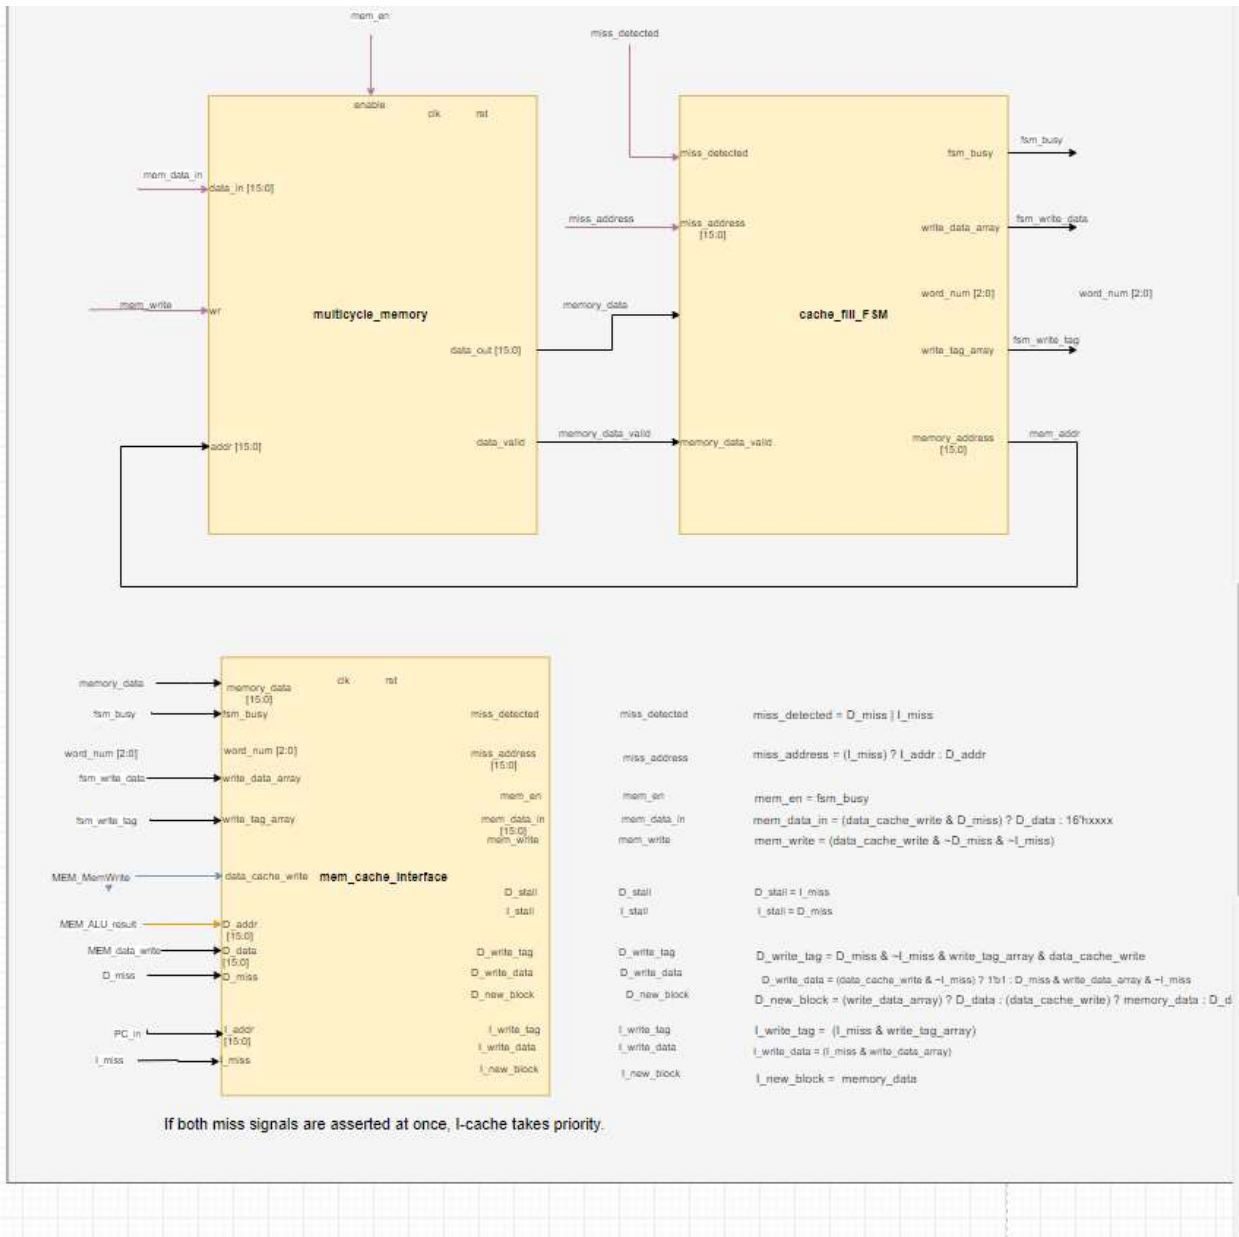 mem_en
miss_detected
enable
clk rst
mem_data_in
data_in [15:0]
mem_write
wr
multicycle_memory
data_out [15:0]
addr [15:0]
data_valid
miss_detected
fsm_busy
fsm_busy
miss_address
miss_address
[15:0]
write_data_array
fsm_write_data
memory_data
word_num [2:0]
word_num [2:0]
cache_fill_FSM
write_tag_array
fsm_write_tag
memory_data_valid
memory_data_valid
memory_address
[15:0]
mem_addr
memory_data
memory_data
[15:0]
clk rst
fsm_busy
fsm_busy
word_num [2:0]
word_num [2:0]
fsm_write_data
write_data_array
fsm_write_tag
write_tag_array
MEM_MemWrite
data_cache_write
mem_cache_interface
MEM_ALU_result
D_addr
[15:0]
MEM_data_write
D_data
[15:0]
D_miss
D_miss
PC_in
I_addr
[15:0]
I_miss
I_miss
miss_detected
miss_detected
miss_detected = D_miss | I_miss
miss_address
[15:0]
miss_address
miss_address = (I_miss) ? I_addr : D_addr
mem_en
mem_en
mem_en = fsm_busy
mem_data_in
[15:0]
mem_data_in
mem_data_in = (data_cache_write & D_miss) ? D_data : 16'hxxxx
mem_write
mem_write
mem_write = (data_cache_write & ~D_miss & ~I_miss)
D_stall
D_stall
D_stall = I_miss
I_stall
I_stall
I_stall = D_miss
D_write_tag
D_write_tag
D_write_tag = D_miss & ~I_miss & write_tag_array & data_cache_write
D_write_data
D_write_data
D_write_data = (data_cache_write & ~I_miss) ? 1'b1 : D_miss & write_data_array & ~I_miss
D_new_block
D_new_block
D_new_block = (write_data_array) ? D_data : (data_cache_write) ? memory_data : D_d
I_write_tag
I_write_tag
I_write_tag = (I_miss & write_tag_array)
I_write_data
I_write_data
I_write_data = (I_miss & write_data_array)
I_new_block
I_new_block
I_new_block = memory_data
If both miss signals are asserted at once, I-cache takes priority.